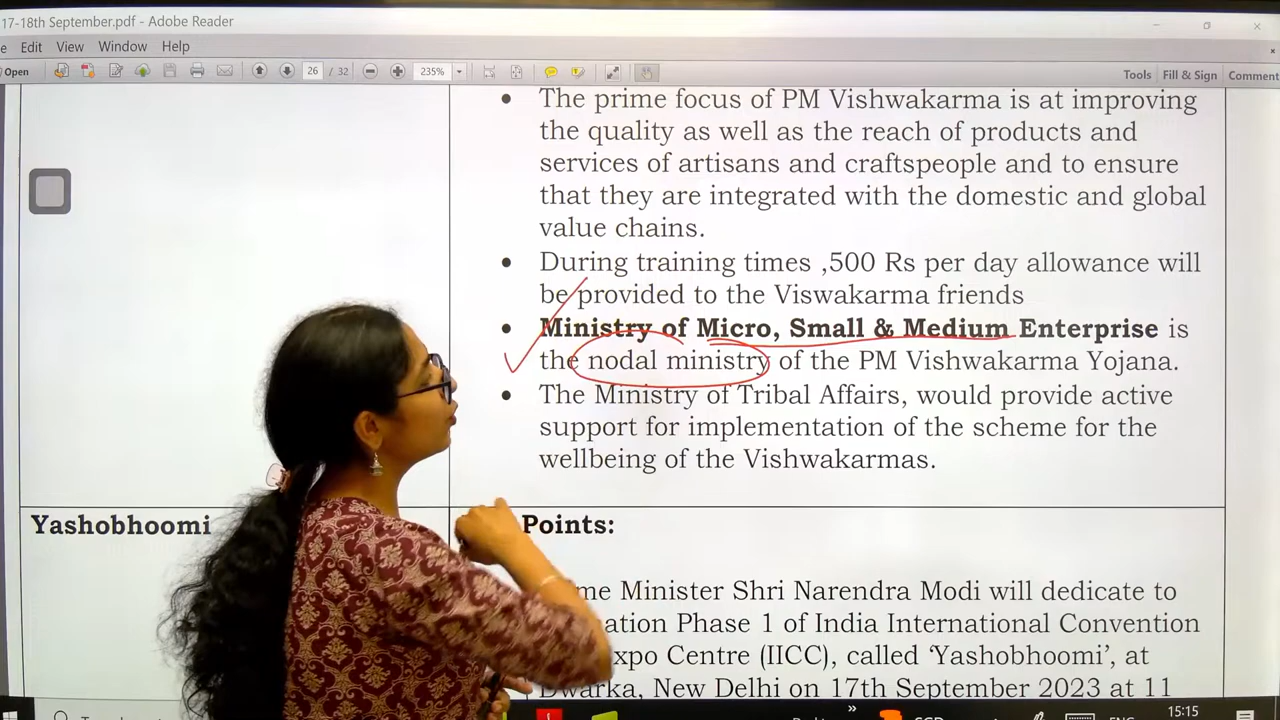 17-18th September.pdf - Adobe Reader
e Edit View Window Help
Open 26 / 32 235% Tools Fill & Sign Comment
• The prime focus of PM Vishwakarma is at improving
the quality as well as the reach of products and
services of artisans and craftspeople and to ensure
that they are integrated with the domestic and global
value chains.
• During training times ,500 Rs per day allowance will
be provided to the Viswakarma friends
• Ministry of Micro, Small & Medium Enterprise is
the nodal ministry of the PM Vishwakarma Yojana.
• The Ministry of Tribal Affairs, would provide active
support for implementation of the scheme for the
wellbeing of the Vishwakarmas.
Yashobhoomi
Points:
me Minister Shri Narendra Modi will dedicate to
ation Phase 1 of India International Convention
xpo Centre (IICC), called ‘Yashobhoomi’, at
Dwarka, New Delhi on 17th September 2023 at 11
15:15